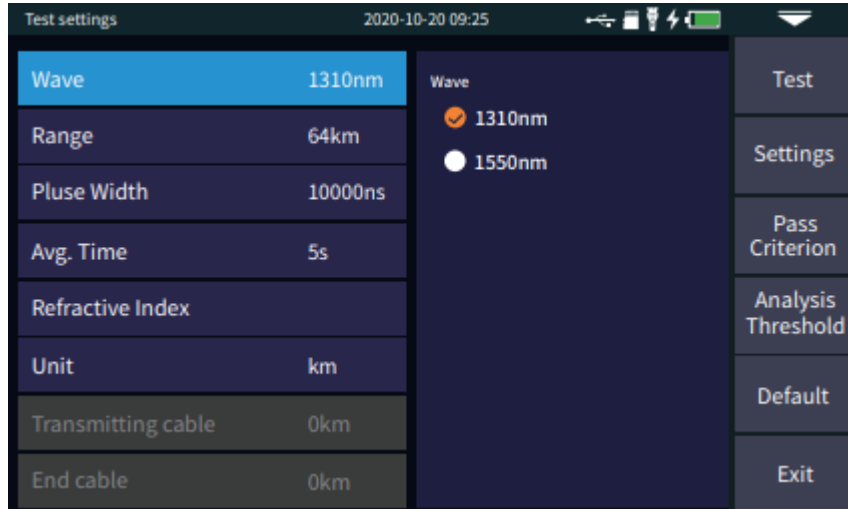 Test settings 2020-10-20 09:25
Wave 1310nm
Range 64km
Pluse Width 10000ns
Avg. Time 5s
Refractive Index
Unit km
Transmitting cable 0km
End cable 0km
Wave
1310nm
1550nm
Test
Settings
Pass
Criterion
Analysis
Threshold
Default
Exit